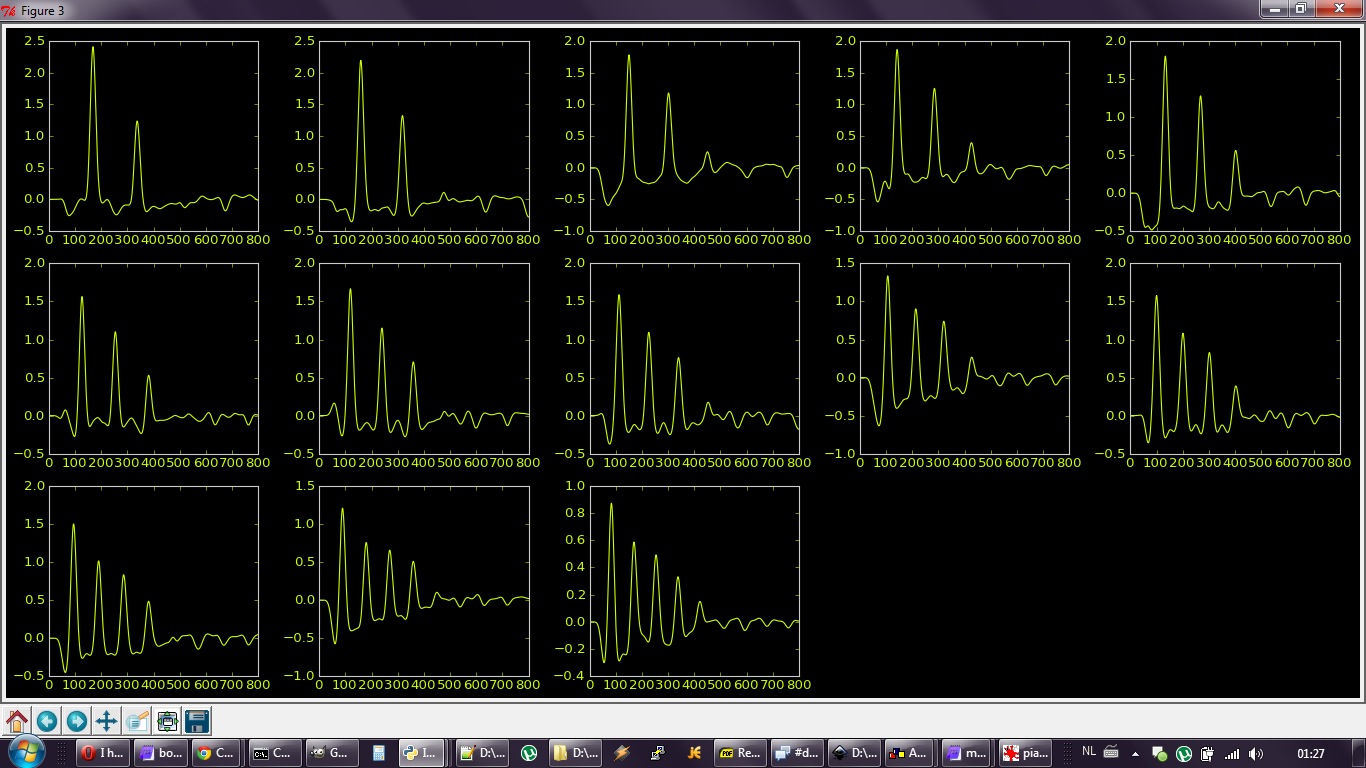 Figure 3
2.5 2.5 2.0 2.0 2.0
2.0 2.0 1.5 1.5 1.5
1.5 1.5 1.0 1.0 1.0
1.0 1.0 0.5 0.5 0.5
0.5 0.5 0.0 0.0 0.0
0.0 0.0 −0.5 −0.5
−0.5 −0.5 −1.0 −1.0 −0.5
0 100 200 300 400 500 600 700 800 0 100 200 300 400 500 600 700 800 0 100 200 300 400 500 600 700 800 0 100 200 300 400 500 600 700 800 0 100 200 300 400 500 600 700 800
2.0 2.0 2.0 1.5 2.0
1.5 1.5 1.5 1.0 1.5
1.0 1.0 1.0 0.5 1.0
0.5 0.5 0.5 0.0 0.5
0.0 0.0 0.0 −0.5 0.0
−0.5 −0.5 −0.5 −1.0 −0.5
0 100 200 300 400 500 600 700 800 0 100 200 300 400 500 600 700 800 0 100 200 300 400 500 600 700 800 0 100 200 300 400 500 600 700 800 0 100 200 300 400 500 600 700 800
2.0 1.5 1.0
1.5 1.0 0.8
1.0 0.5 0.6
0.5 0.0 0.4
0.0 −0.5 0.2
−0.5 −1.0 0.0
−0.2
−0.4
0 100 200 300 400 500 600 700 800 0 100 200 300 400 500 600 700 800 0 100 200 300 400 500 600 700 800
I h... bo... C... C... G... I... D:\... D:\... Re... #d... D:\... A... m... pia... NL 01:27